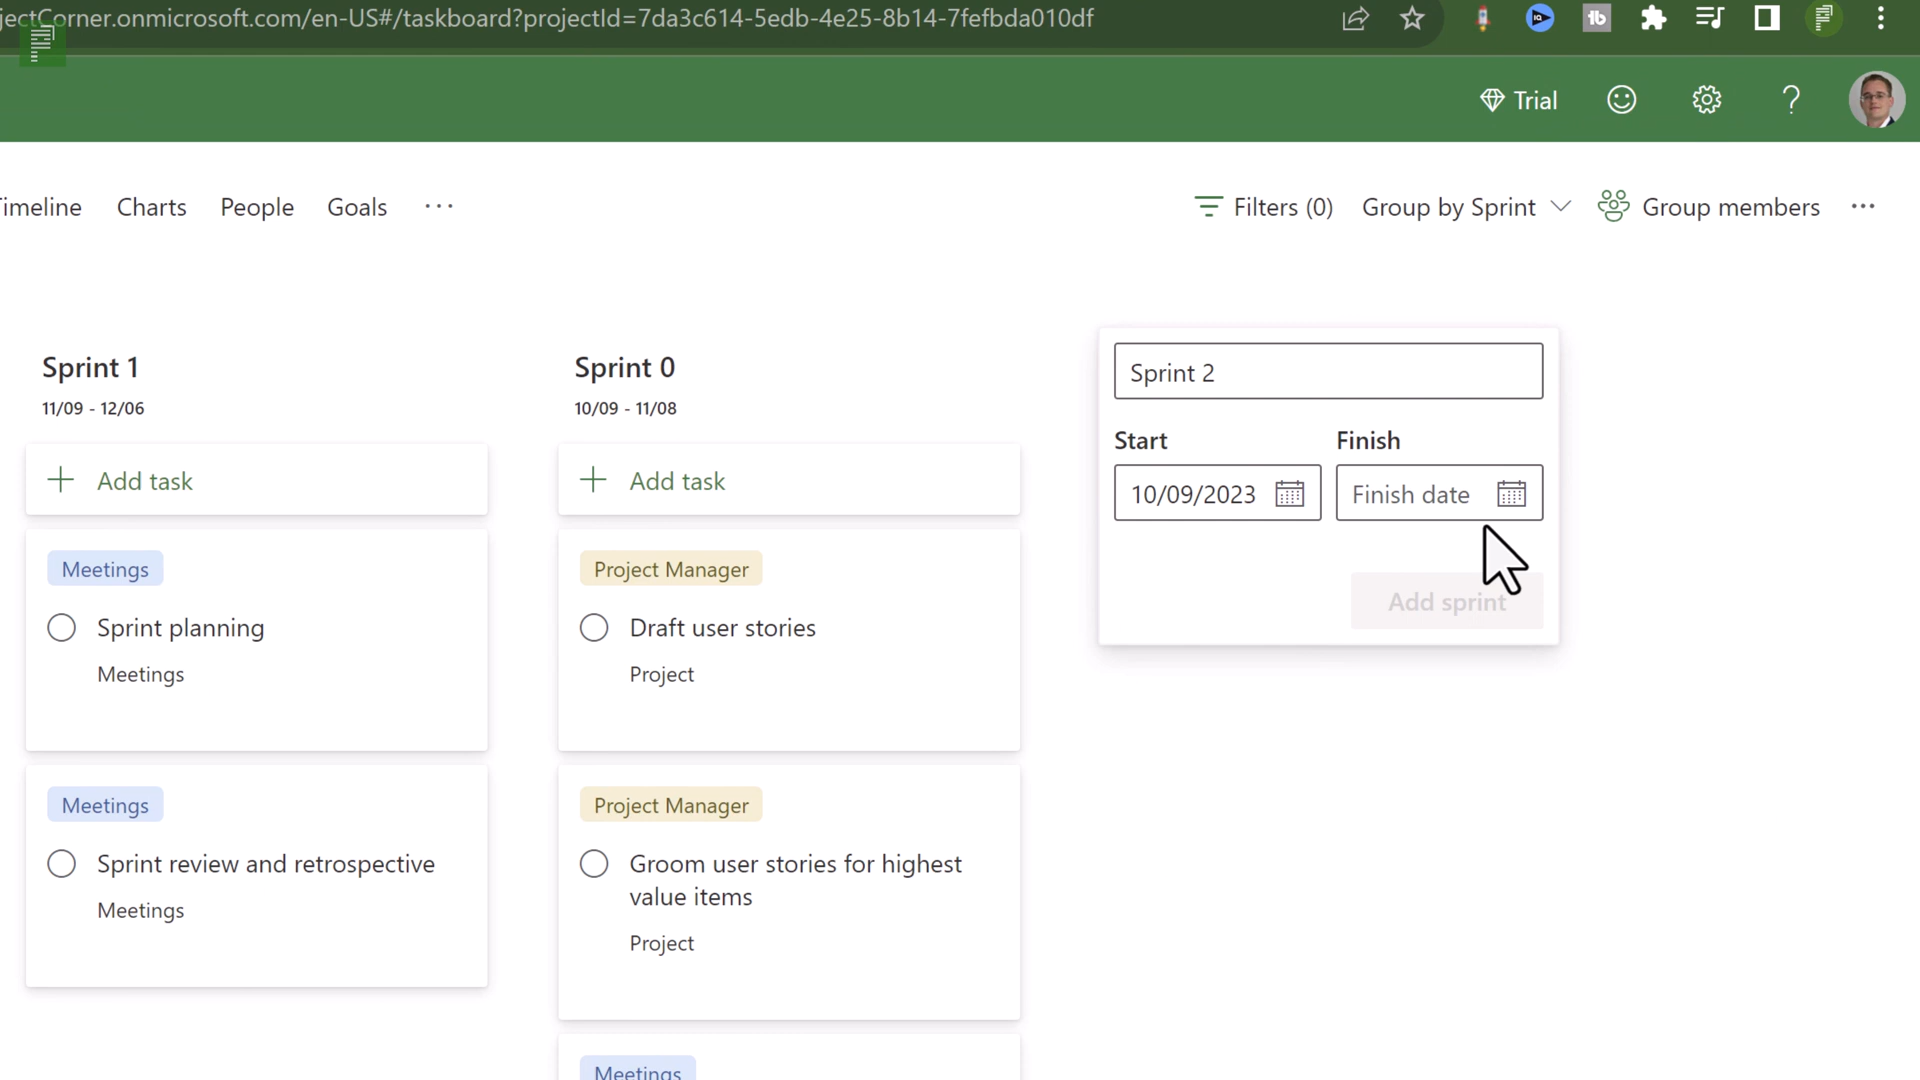 jectCorner.onmicrosoft.com/en-US#/taskboard?projectId=7da3c614-5edb-4e25-8b14-7fefbda010df
Trial
Timeline Charts People Goals ··· Filters (0) Group by Sprint Group members ···
Sprint 1
11/09 - 12/06
Add task
Meetings
Sprint planning
Meetings
Meetings
Sprint review and retrospective
Meetings
Sprint 0
10/09 - 11/08
Add task
Project Manager
Draft user stories
Project
Project Manager
Groom user stories for highest
value items
Project
Meetings
Sprint 2
Start Finish
10/09/2023 Finish date
Add sprint